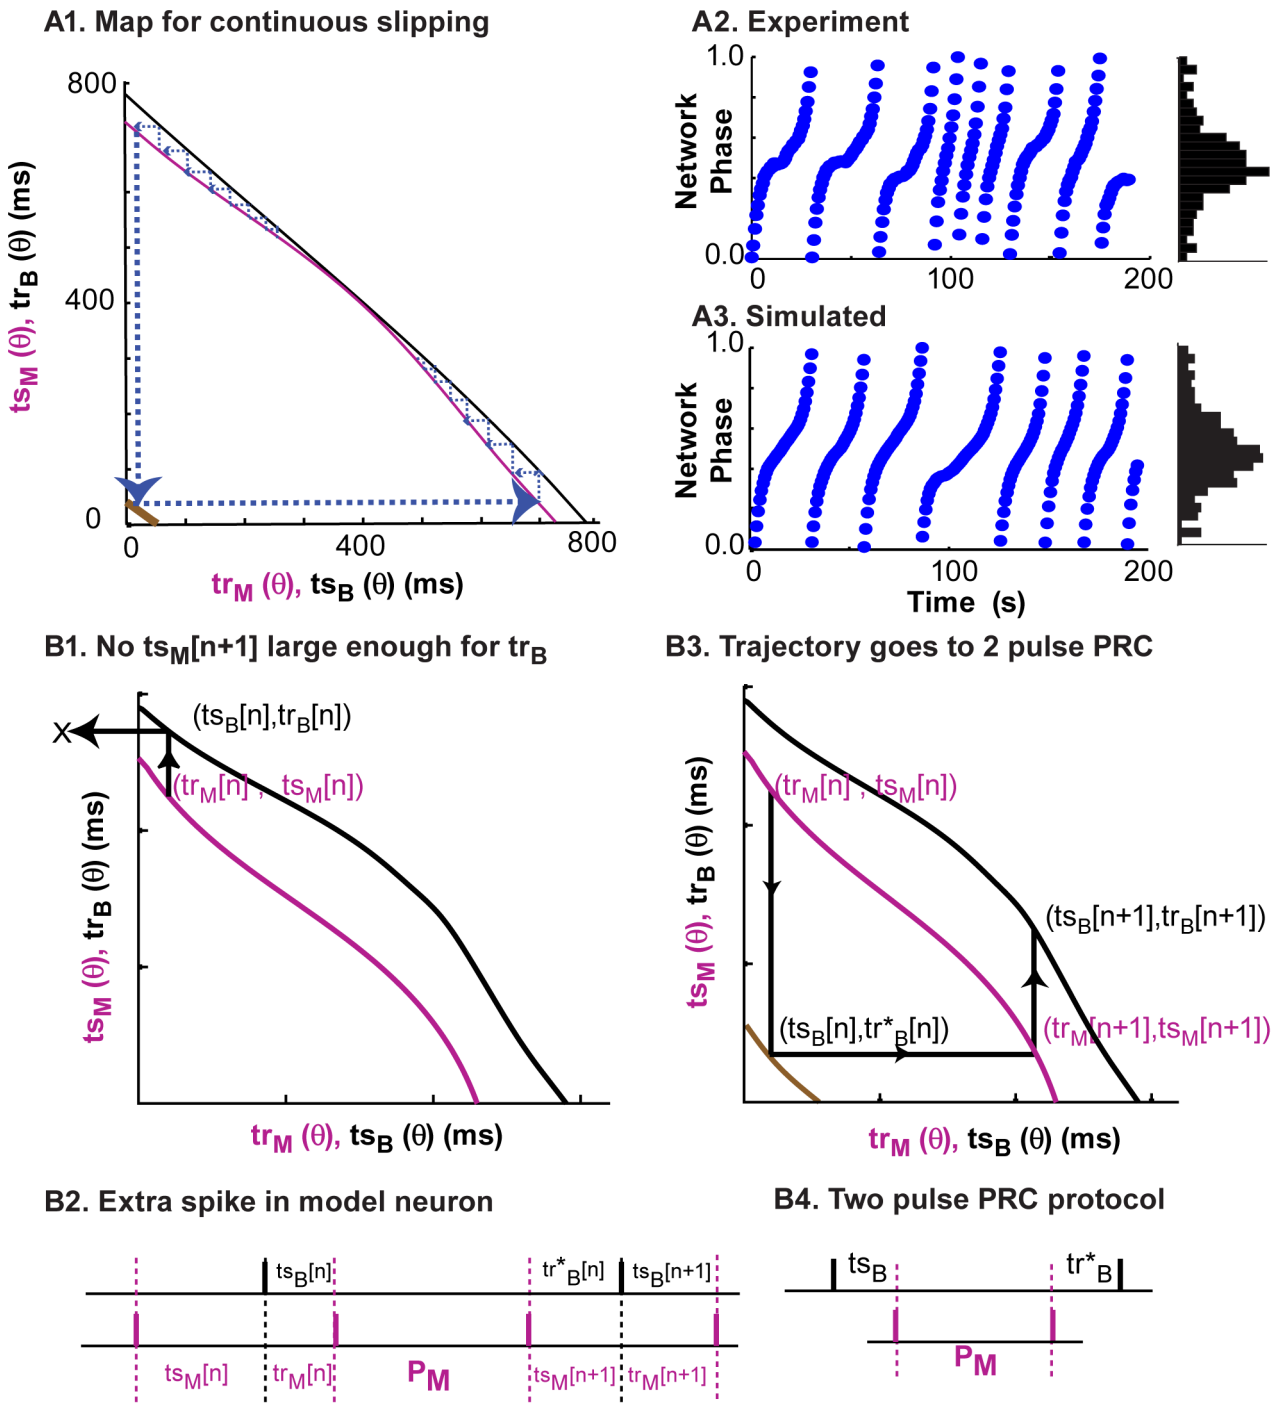 A1. Map for continuous slipping
800
400
0
0
400
800
tsM (θ), trB (θ) (ms)
trM (θ), tsB (θ) (ms)
A2. Experiment
1.0
0.0
Network
Phase
0
100
200
A3. Simulated
1.0
0.0
Network
Phase
0
100
200
Time (s)
B1. No tsM[n+1] large enough for trB
X
(tsB[n],trB[n])
(trM[n] , tsM[n])
tsM (θ), trB (θ) (ms)
trM (θ), tsB (θ) (ms)
B3. Trajectory goes to 2 pulse PRC
(trM[n] , tsM[n])
(tsB[n+1],trB[n+1])
(tsB[n],tr*B[n])
(trM[n+1],tsM[n+1])
tsM (θ), trB (θ) (ms)
trM (θ), tsB (θ) (ms)
B2. Extra spike in model neuron
tsB[n]
tr*B[n]
tsB[n+1]
tsM[n]
trM[n]
PM
tsM[n+1]
trM[n+1]
B4. Two pulse PRC protocol
tsB
tr*B
PM